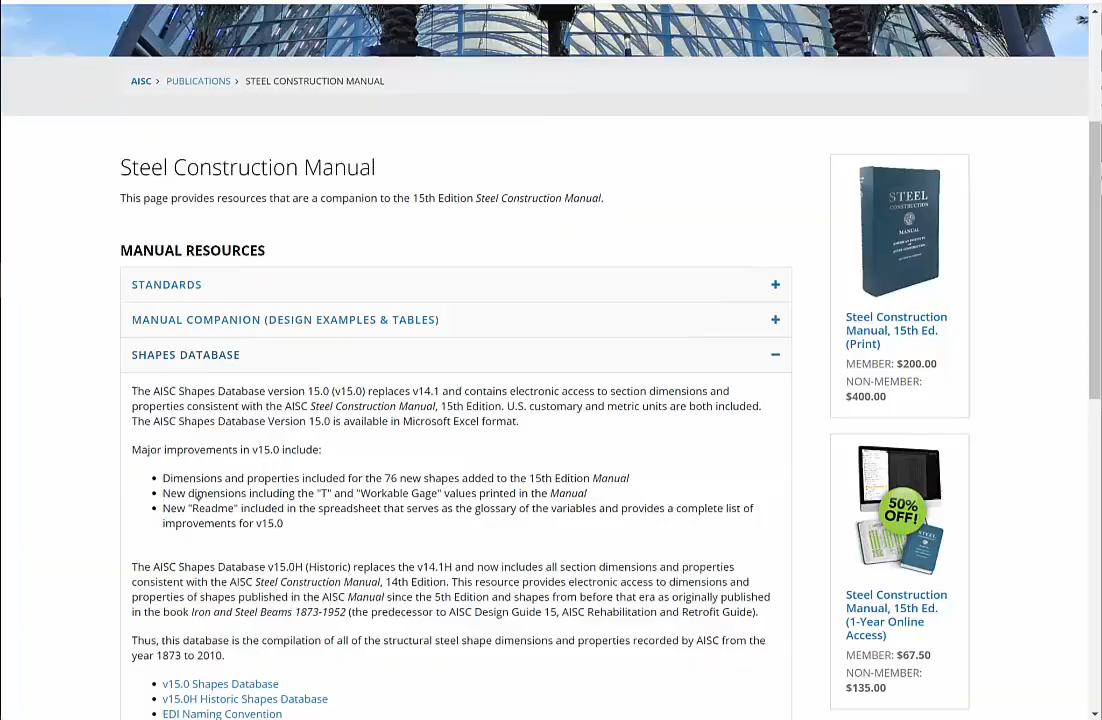 AISC > PUBLICATIONS > STEEL CONSTRUCTION MANUAL
Steel Construction Manual
This page provides resources that are a companion to the 15th Edition Steel Construction Manual.
MANUAL RESOURCES
STANDARDS +
MANUAL COMPANION (DESIGN EXAMPLES & TABLES) +
SHAPES DATABASE −
The AISC Shapes Database version 15.0 (v15.0) replaces v14.1 and contains electronic access to section dimensions and
properties consistent with the AISC Steel Construction Manual, 15th Edition. U.S. customary and metric units are both included.
The AISC Shapes Database Version 15.0 is available in Microsoft Excel format.
Major improvements in v15.0 include:
• Dimensions and properties included for the 76 new shapes added to the 15th Edition Manual
• New dimensions including the "T" and "Workable Gage" values printed in the Manual
• New "Readme" included in the spreadsheet that serves as the glossary of the variables and provides a complete list of
improvements for v15.0
The AISC Shapes Database v15.0H (Historic) replaces the v14.1H and now includes all section dimensions and properties
consistent with the AISC Steel Construction Manual, 14th Edition. This resource provides electronic access to dimensions and
properties of shapes published in the AISC Manual since the 5th Edition and shapes from before that era as originally published
in the book Iron and Steel Beams 1873-1952 (the predecessor to AISC Design Guide 15, AISC Rehabilitation and Retrofit Guide).
Thus, this database is the compilation of all of the structural steel shape dimensions and properties recorded by AISC from the
year 1873 to 2010.
• v15.0 Shapes Database
• v15.0H Historic Shapes Database
• EDI Naming Convention
STEEL
CONSTRUCTION
MANUAL
Steel Construction
Manual, 15th Ed.
(Print)
MEMBER: $200.00
NON-MEMBER:
$400.00
50%
OFF!
STEEL
Steel Construction
Manual, 15th Ed.
(1-Year Online
Access)
MEMBER: $67.50
NON-MEMBER:
$135.00